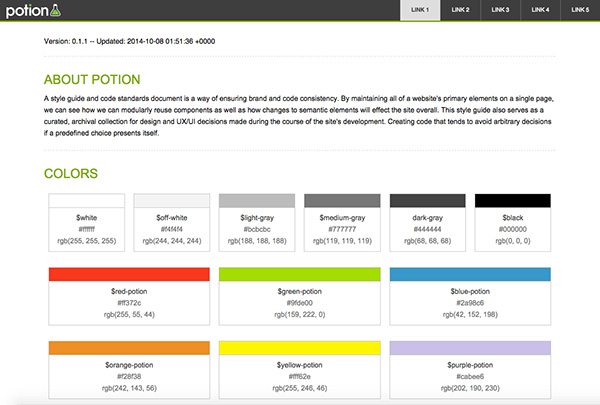 potion
LINK 1 LINK 2 LINK 3 LINK 4 LINK 5
Version: 0.1.1 -- Updated: 2014-10-08 01:51:36 +0000
ABOUT POTION
A style guide and code standards document is a way of ensuring brand and code consistency. By maintaining all of a website's primary elements on a single page,
we can see how we can modularly reuse components as well as how changes to semantic elements will effect the site overall. This style guide also serves as a
curated, archival collection for design and UX/UI decisions made during the course of the site's development. Creating code that tends to avoid arbitrary decisions
if a predefined choice presents itself.
COLORS
$white $off-white $light-gray $medium-gray dark-gray $black
#ffffff #f4f4f4 #bcbcbc #777777 #444444 #000000
rgb(255, 255, 255) rgb(244, 244, 244) rgb(188, 188, 188) rgb(119, 119, 119) rgb(68, 68, 68) rgb(0, 0, 0)
$red-potion $green-potion $blue-potion
#ff372c #9fde00 #2a98c6
rgb(255, 55, 44) rgb(159, 222, 0) rgb(42, 152, 198)
$orange-potion $yellow-potion $purple-potion
#f28f38 #fff62e #cabee6
rgb(242, 143, 56) rgb(255, 246, 46) rgb(202, 190, 230)